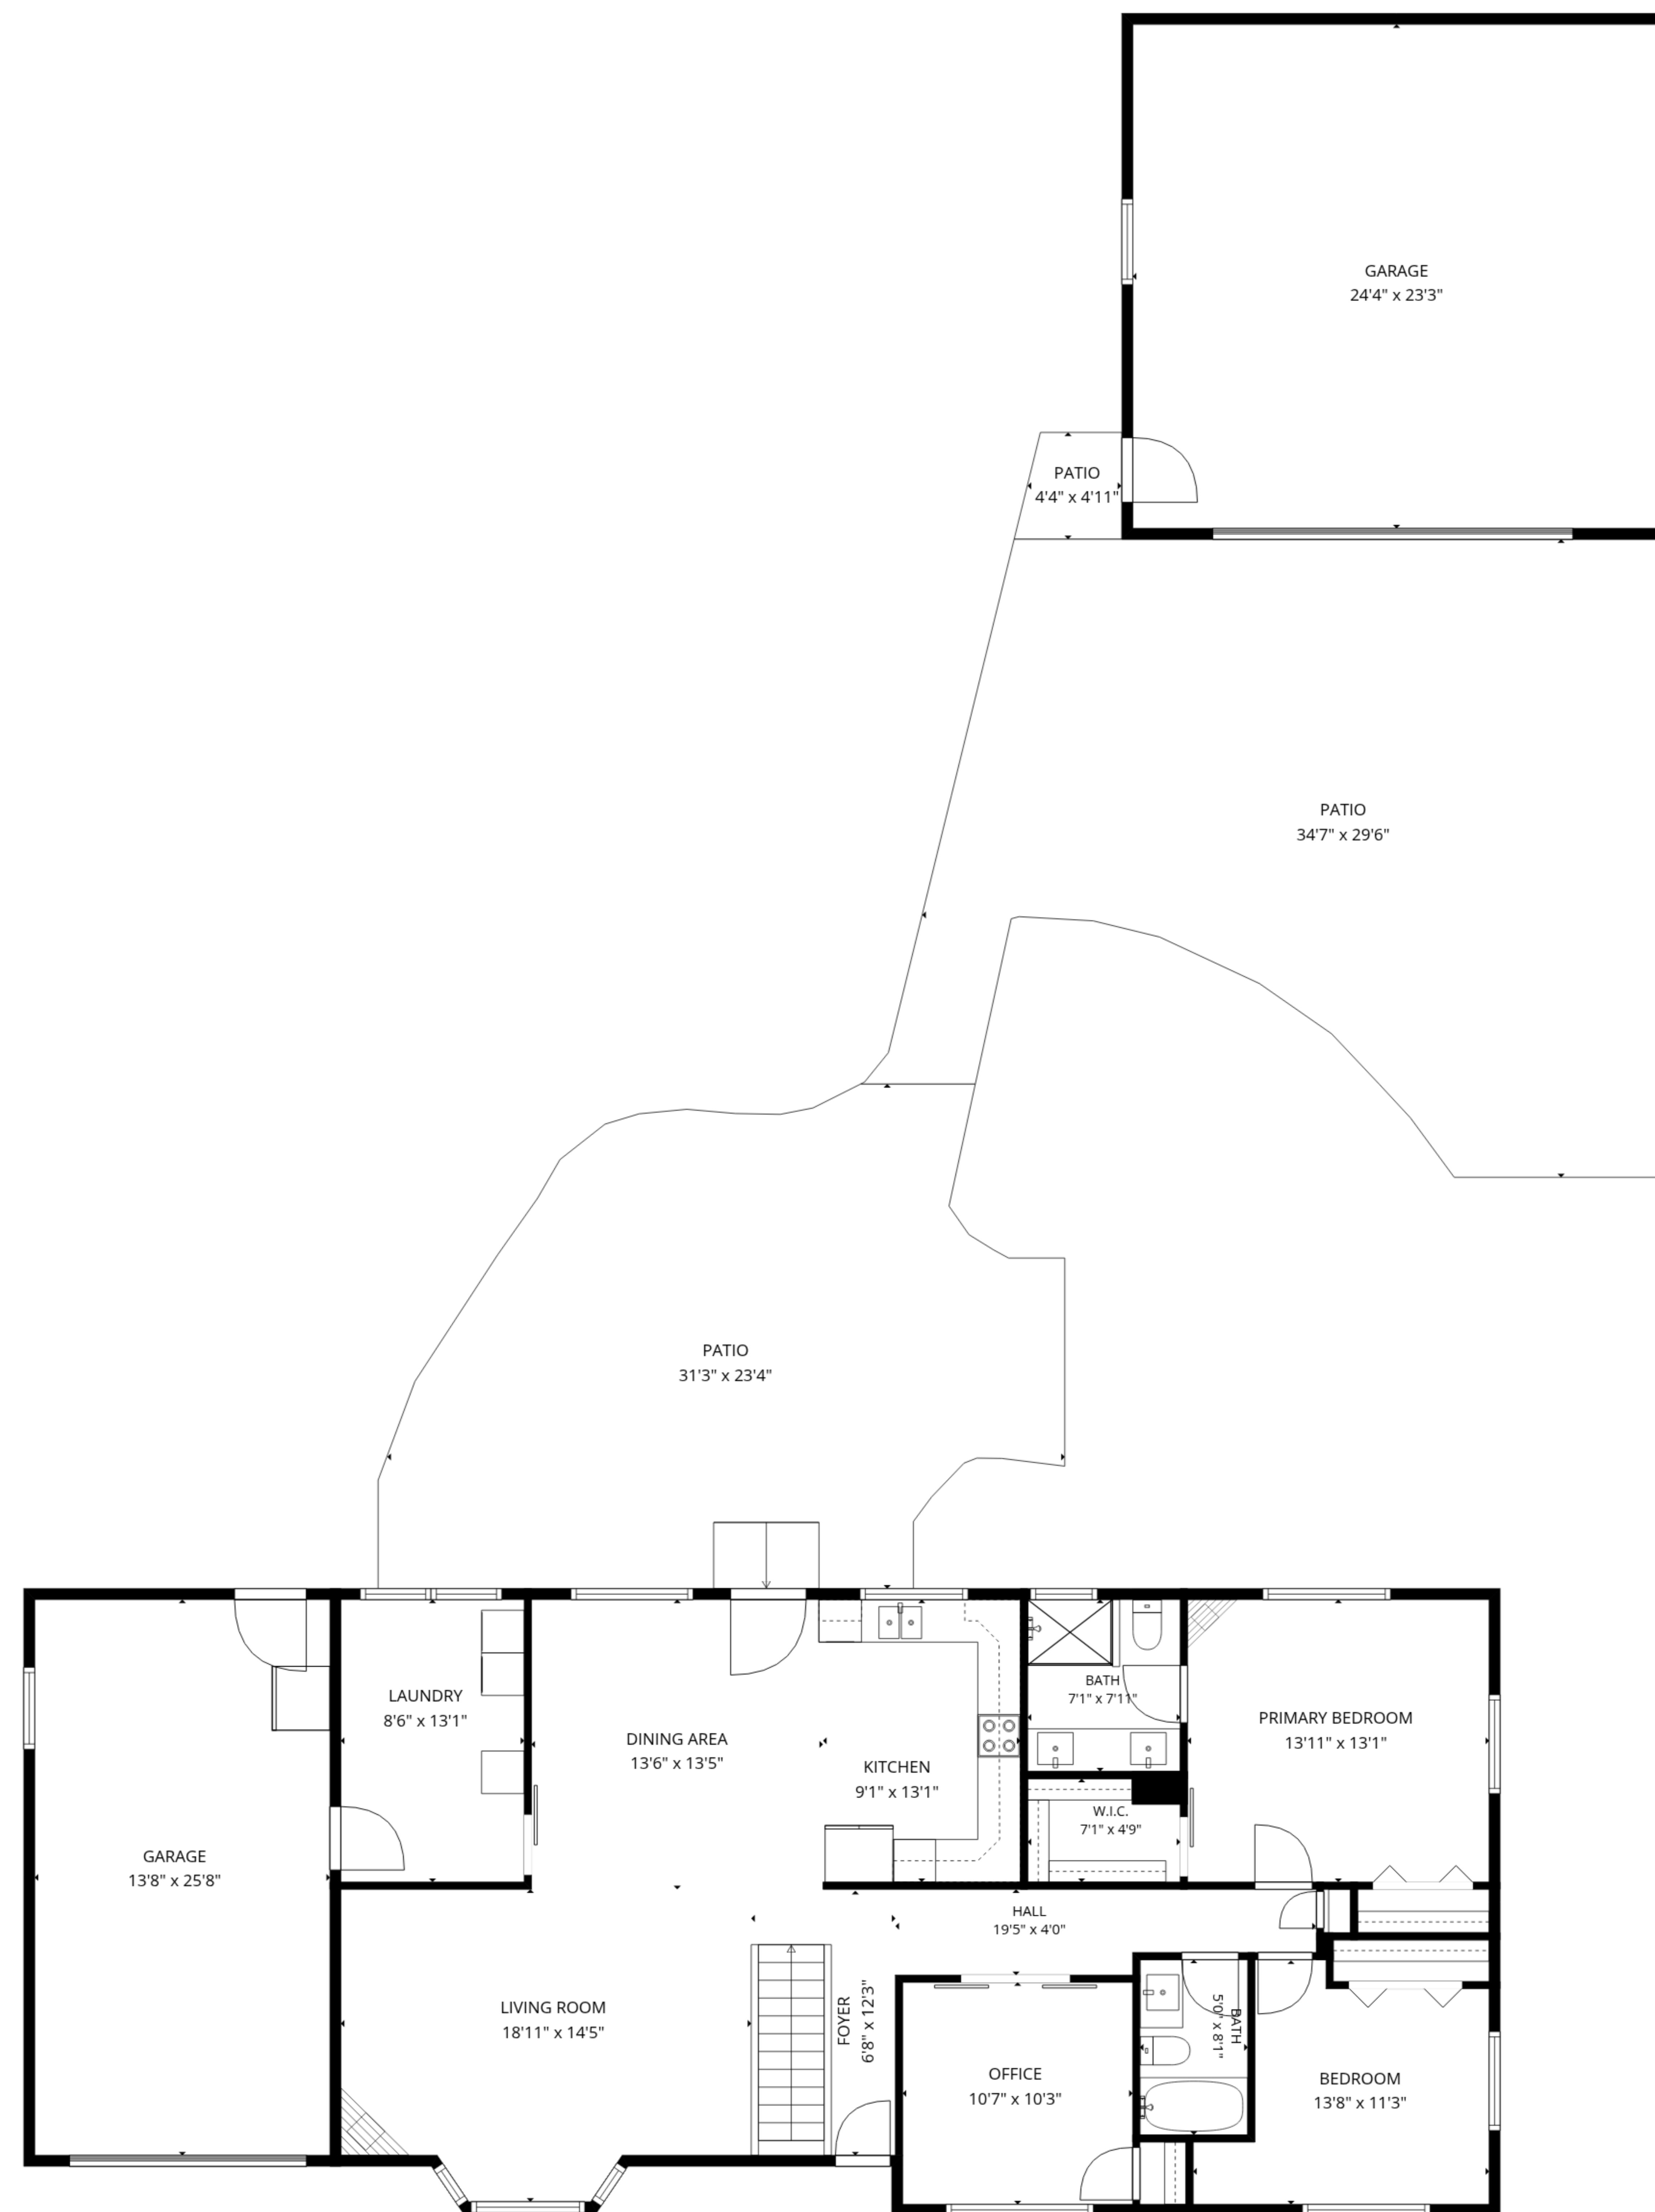 GARAGE
24'4" x 23'3"
PATIO
4'4" x 4'11"
PATIO
34'7" x 29'6"
PATIO
31'3" x 23'4"
LAUNDRY
8'6" x 13'1"
DINING AREA
13'6" x 13'5"
KITCHEN
9'1" x 13'1"
BATH
7'1" x 7'11"
PRIMARY BEDROOM
13'11" x 13'1"
W.I.C.
7'1" x 4'9"
GARAGE
13'8" x 25'8"
HALL
19'5" x 4'0"
LIVING ROOM
18'11" x 14'5"
FOYER
6'8" x 12'3"
OFFICE
10'7" x 10'3"
BATH
5'0" x 8'1"
BEDROOM
13'8" x 11'3"